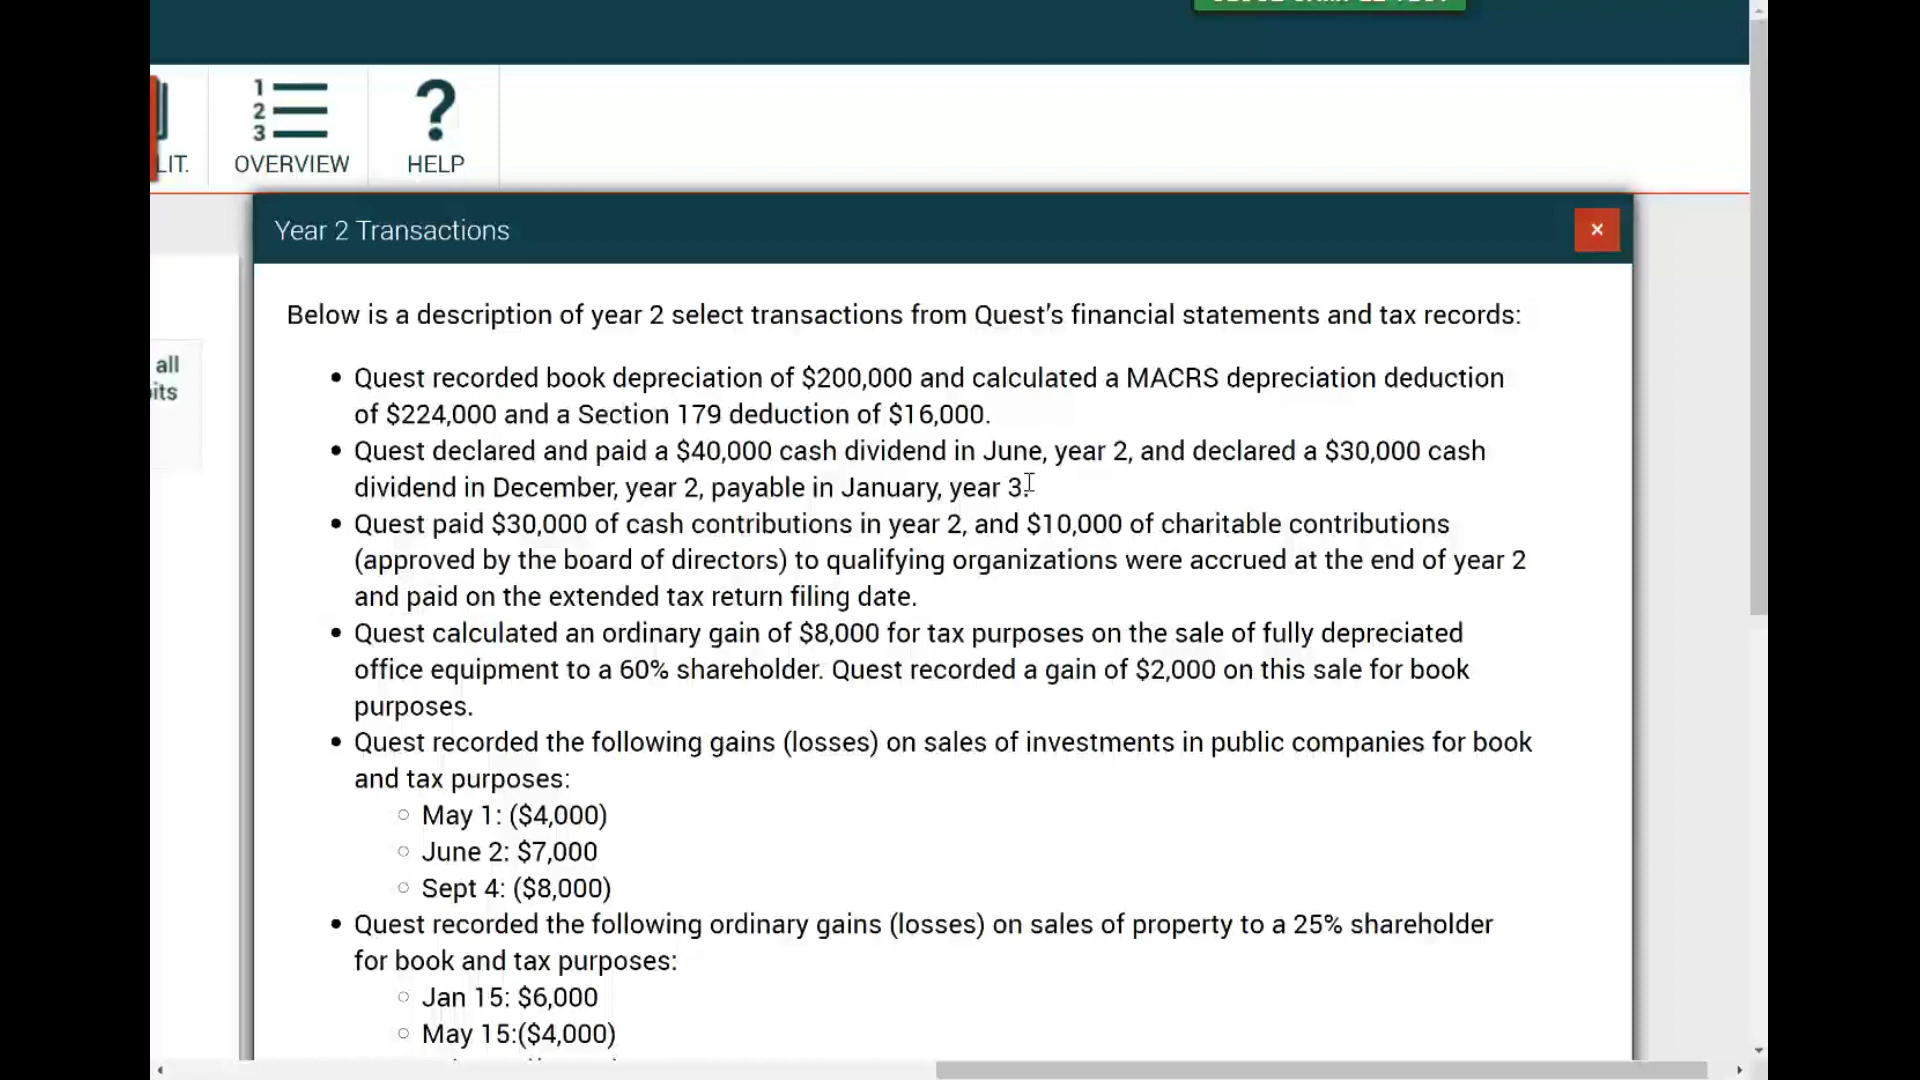 LIT.
1
2
3
OVERVIEW
?
HELP
Year 2 Transactions
×
all
its
Below is a description of year 2 select transactions from Quest's financial statements and tax records:
• Quest recorded book depreciation of $200,000 and calculated a MACRS depreciation deduction
of $224,000 and a Section 179 deduction of $16,000.
• Quest declared and paid a $40,000 cash dividend in June, year 2, and declared a $30,000 cash
dividend in December, year 2, payable in January, year 3.
• Quest paid $30,000 of cash contributions in year 2, and $10,000 of charitable contributions
(approved by the board of directors) to qualifying organizations were accrued at the end of year 2
and paid on the extended tax return filing date.
• Quest calculated an ordinary gain of $8,000 for tax purposes on the sale of fully depreciated
office equipment to a 60% shareholder. Quest recorded a gain of $2,000 on this sale for book
purposes.
• Quest recorded the following gains (losses) on sales of investments in public companies for book
and tax purposes:
○ May 1: ($4,000)
○ June 2: $7,000
○ Sept 4: ($8,000)
• Quest recorded the following ordinary gains (losses) on sales of property to a 25% shareholder
for book and tax purposes:
○ Jan 15: $6,000
○ May 15:($4,000)